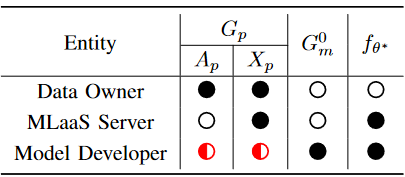 Entity G_p G_m^0 f_θ*
A_p X_p
Data Owner ● ● ○ ○
MLaaS Server ○ ● ○ ●
Model Developer ◐ ◐ ● ●